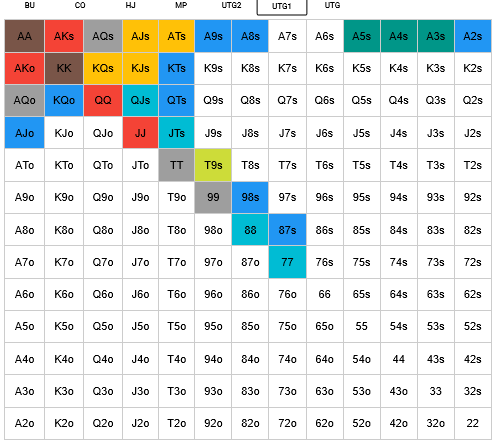 BU CO HJ MP UTG2 UTG1 UTG
AA AKs AQs AJs ATs A9s A8s A7s A6s A5s A4s A3s A2s
AKo KK KQs KJs KTs K9s K8s K7s K6s K5s K4s K3s K2s
AQo KQo QQ QJs QTs Q9s Q8s Q7s Q6s Q5s Q4s Q3s Q2s
AJo KJo QJo JJ JTs J9s J8s J7s J6s J5s J4s J3s J2s
ATo KTo QTo JTo TT T9s T8s T7s T6s T5s T4s T3s T2s
A9o K9o Q9o J9o T9o 99 98s 97s 96s 95s 94s 93s 92s
A8o K8o Q8o J8o T8o 98o 88 87s 86s 85s 84s 83s 82s
A7o K7o Q7o J7o T7o 97o 87o 77 76s 75s 74s 73s 72s
A6o K6o Q6o J6o T6o 96o 86o 76o 66 65s 64s 63s 62s
A5o K5o Q5o J5o T5o 95o 85o 75o 65o 55 54s 53s 52s
A4o K4o Q4o J4o T4o 94o 84o 74o 64o 54o 44 43s 42s
A3o K3o Q3o J3o T3o 93o 83o 73o 63o 53o 43o 33 32s
A2o K2o Q2o J2o T2o 92o 82o 72o 62o 52o 42o 32o 22